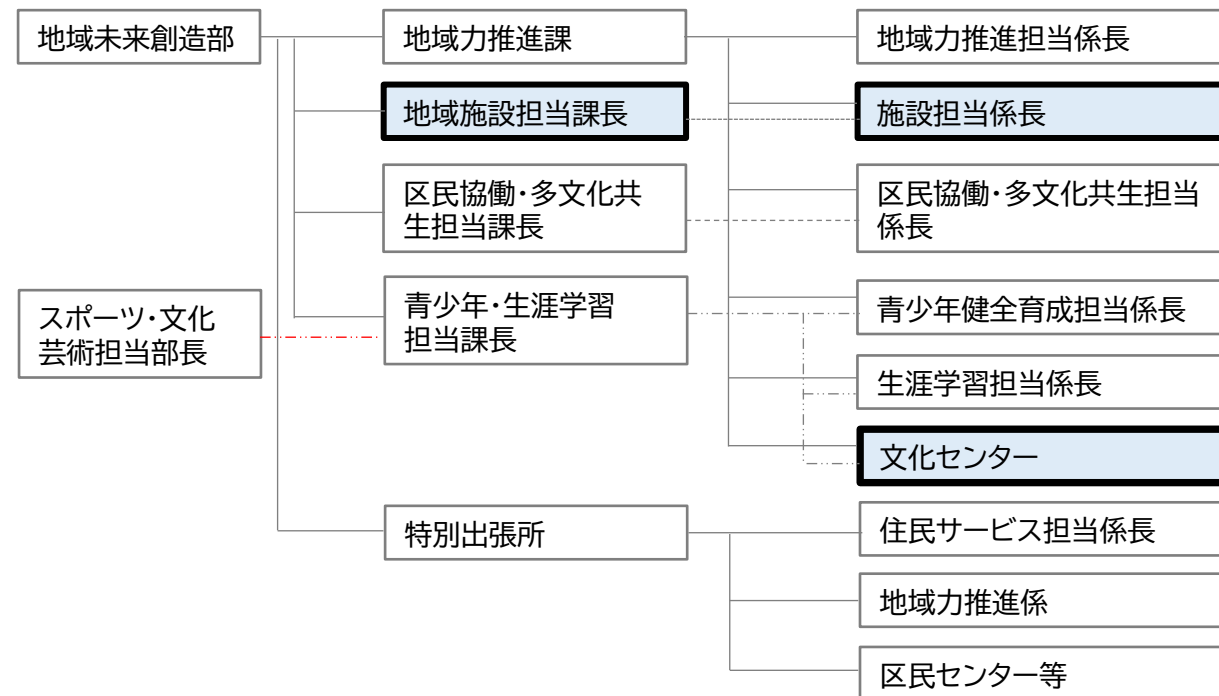 地域未来創造部
地域力推進課
地域力推進担当係長
地域施設担当課長
施設担当係長
区民協働・多文化共
生担当課長
区民協働・多文化共生担当
係長
スポーツ・文化
芸術担当部長
青少年・生涯学習
担当課長
青少年健全育成担当係長
生涯学習担当係長
文化センター
特別出張所
住民サービス担当係長
地域力推進係
区民センター等